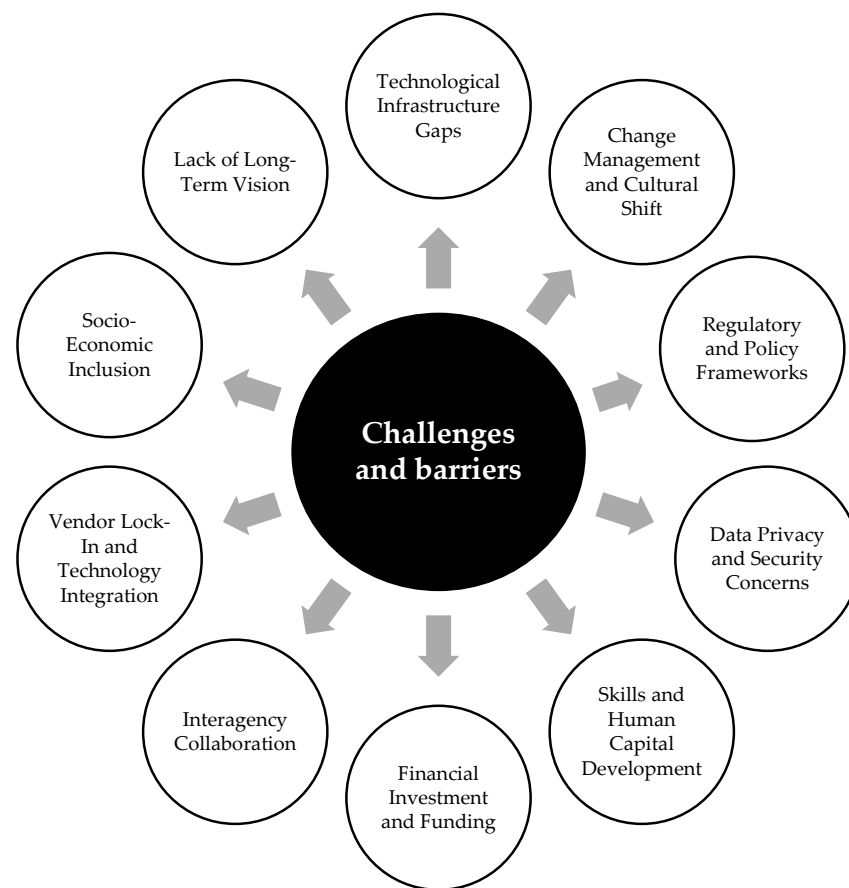 Technological
Infrastructure
Gaps
Change
Management
and Cultural
Shift
Regulatory
and Policy
Frameworks
Data Privacy
and Security
Concerns
Skills and
Human
Capital
Development
Financial
Investment
and Funding
Interagency
Collaboration
Vendor Lock-
In and
Technology
Integration
Socio-
Economic
Inclusion
Lack of Long-
Term Vision
Challenges
and barriers